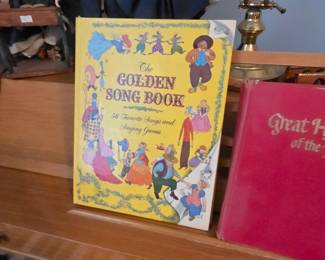 The
GOLDEN
SONG BOOK
56 Favorite Songs and
Singing Games
Great H
of the